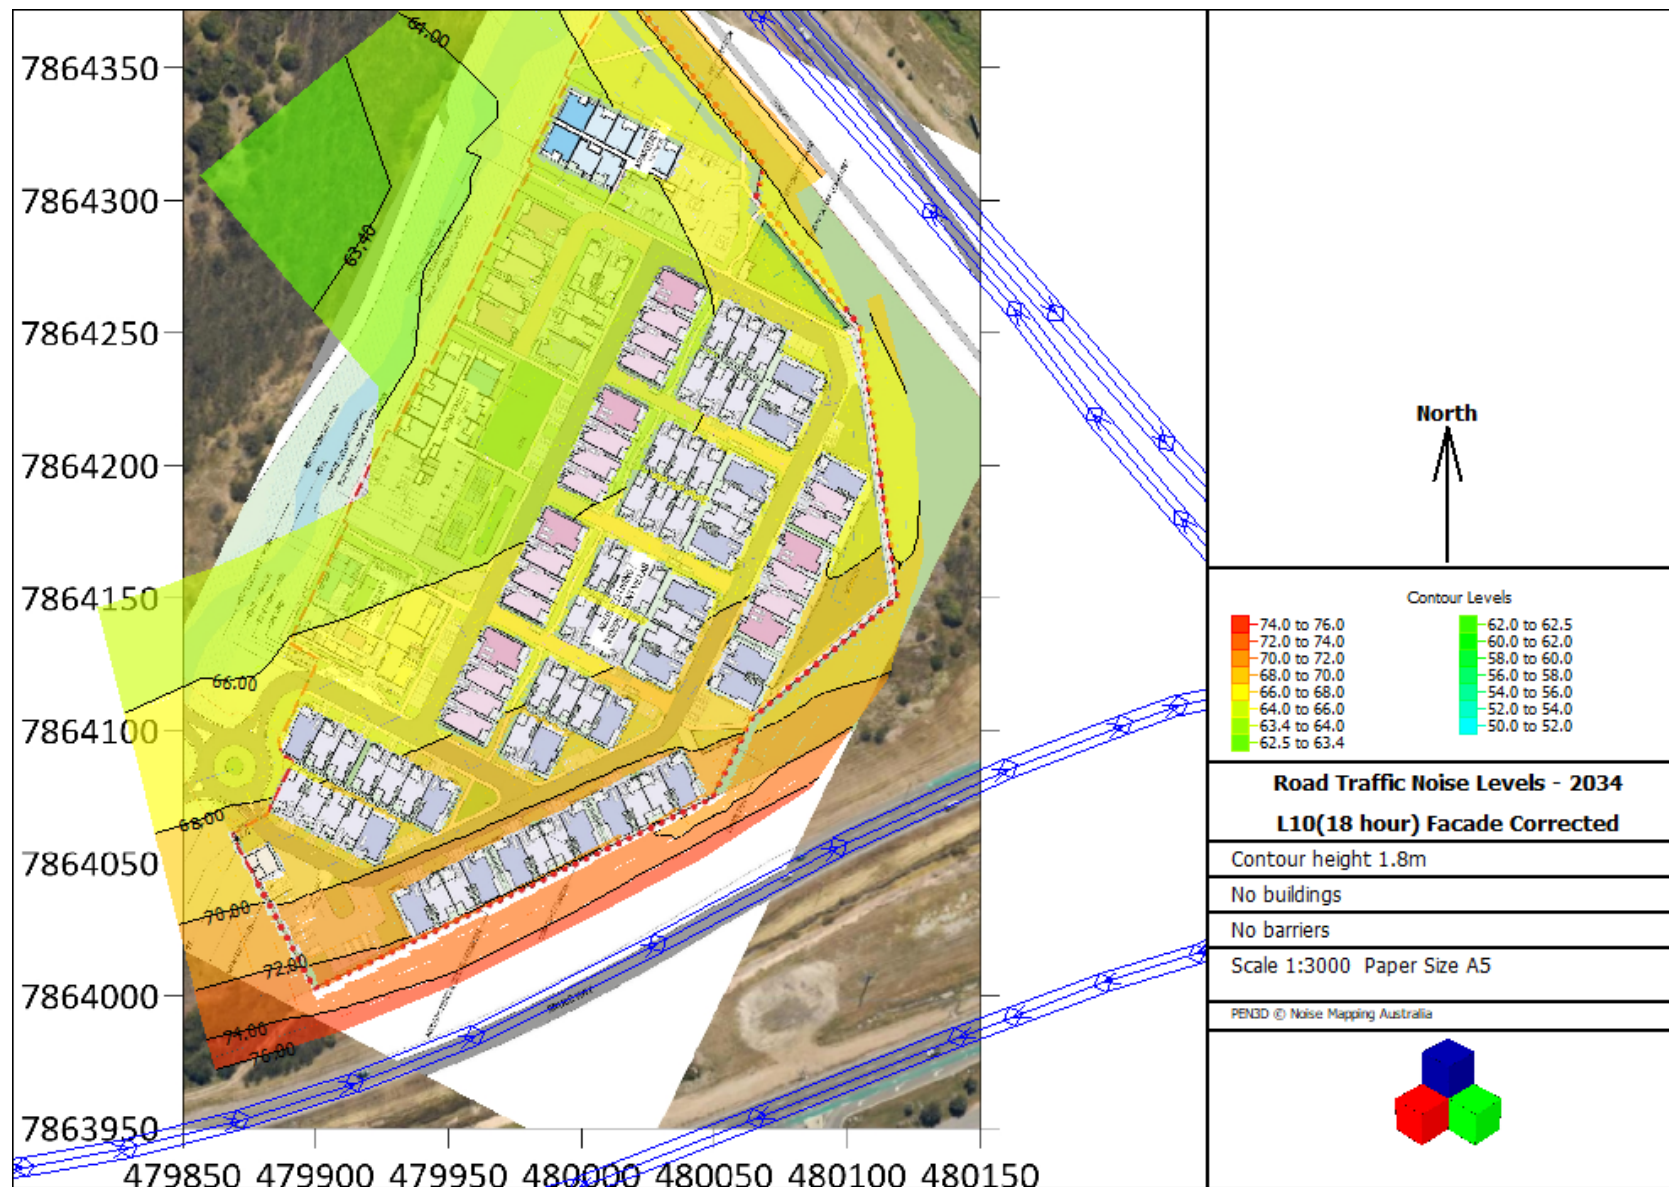 7864350
7864300
7864250
7864200
7864150
7864100
7864050
7864000
7863950
479850
479900
479950
480000
480050
480100
480150
64.00
63.40
66.00
68.00
70.00
72.00
74.00
76.00
North
Contour Levels
74.0 to 76.0
72.0 to 74.0
70.0 to 72.0
68.0 to 70.0
66.0 to 68.0
64.0 to 66.0
63.4 to 64.0
62.5 to 63.4
62.0 to 62.5
60.0 to 62.0
58.0 to 60.0
56.0 to 58.0
54.0 to 56.0
52.0 to 54.0
50.0 to 52.0
Road Traffic Noise Levels - 2034
L10(18 hour) Facade Corrected
Contour height 1.8m
No buildings
No barriers
Scale 1:3000 Paper Size A5
PEN3D © Noise Mapping Australia